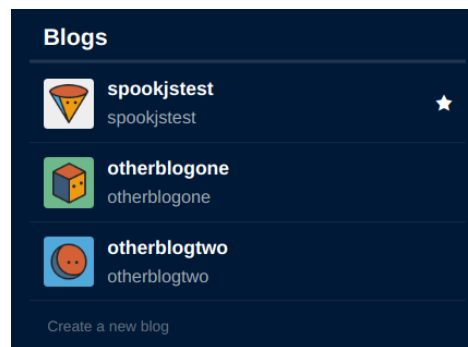 Blogs
spookjstest
spookjstest
otherblogone
otherblogone
otherblogtwo
otherblogtwo
Create a new blog